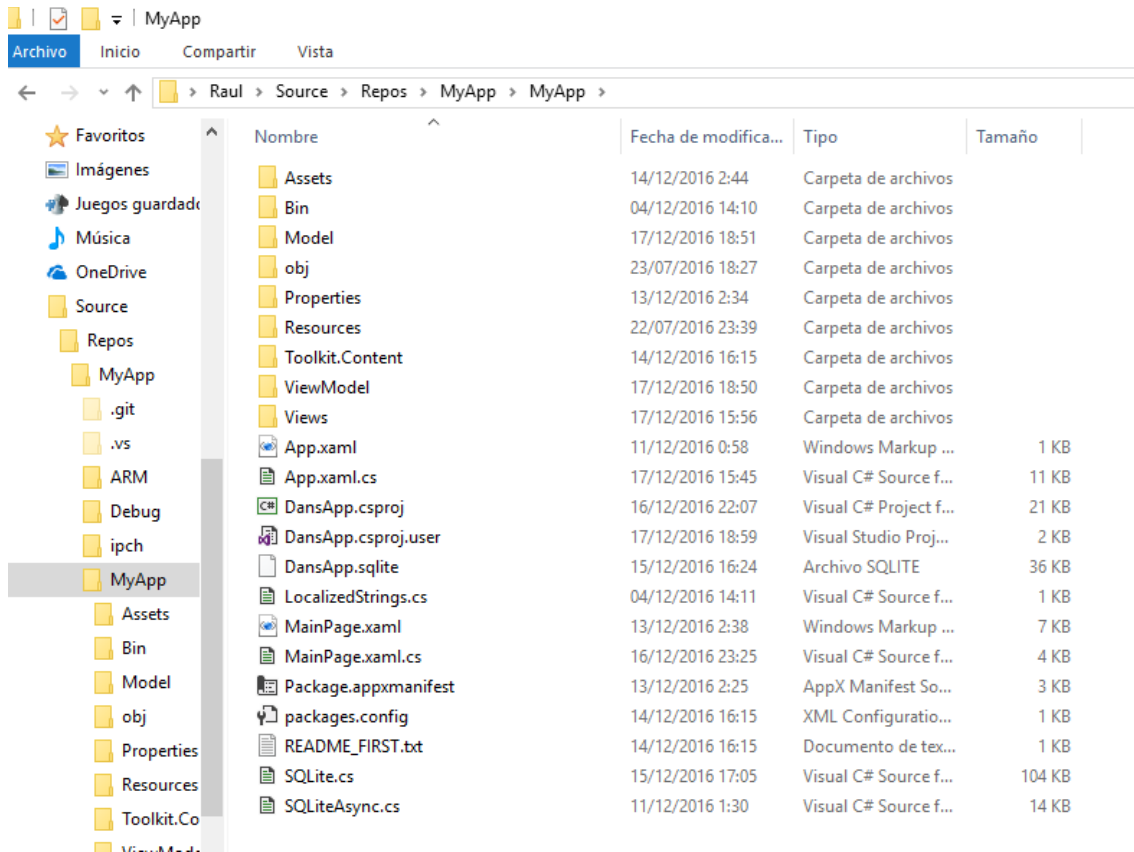 MyApp
Archivo Inicio Compartir Vista
Raul > Source > Repos > MyApp > MyApp >
Favoritos
Imágenes
Juegos guardado
Música
OneDrive
Source
Repos
MyApp
.git
.vs
ARM
Debug
ipch
MyApp
Assets
Bin
Model
obj
Properties
Resources
Toolkit.Co
Nombre Fecha de modifica... Tipo Tamaño
Assets 14/12/2016 2:44 Carpeta de archivos
Bin 04/12/2016 14:10 Carpeta de archivos
Model 17/12/2016 18:51 Carpeta de archivos
obj 23/07/2016 18:27 Carpeta de archivos
Properties 13/12/2016 2:34 Carpeta de archivos
Resources 22/07/2016 23:39 Carpeta de archivos
Toolkit.Content 14/12/2016 16:15 Carpeta de archivos
ViewModel 17/12/2016 18:50 Carpeta de archivos
Views 17/12/2016 15:56 Carpeta de archivos
App.xaml 11/12/2016 0:58 Windows Markup ... 1 KB
App.xaml.cs 17/12/2016 15:45 Visual C# Source f... 11 KB
C# DansApp.csproj 16/12/2016 22:07 Visual C# Project f... 21 KB
DansApp.csproj.user 17/12/2016 18:59 Visual Studio Proj... 2 KB
DansApp.sqlite 15/12/2016 16:24 Archivo SQLITE 36 KB
LocalizedStrings.cs 04/12/2016 14:11 Visual C# Source f... 1 KB
MainPage.xaml 13/12/2016 2:38 Windows Markup ... 7 KB
MainPage.xaml.cs 16/12/2016 23:25 Visual C# Source f... 4 KB
Package.appxmanifest 13/12/2016 2:25 AppX Manifest So... 3 KB
packages.config 14/12/2016 16:15 XML Configuratio... 1 KB
README_FIRST.txt 14/12/2016 16:15 Documento de tex... 1 KB
SQLite.cs 15/12/2016 17:05 Visual C# Source f... 104 KB
SQLiteAsync.cs 11/12/2016 1:30 Visual C# Source f... 14 KB